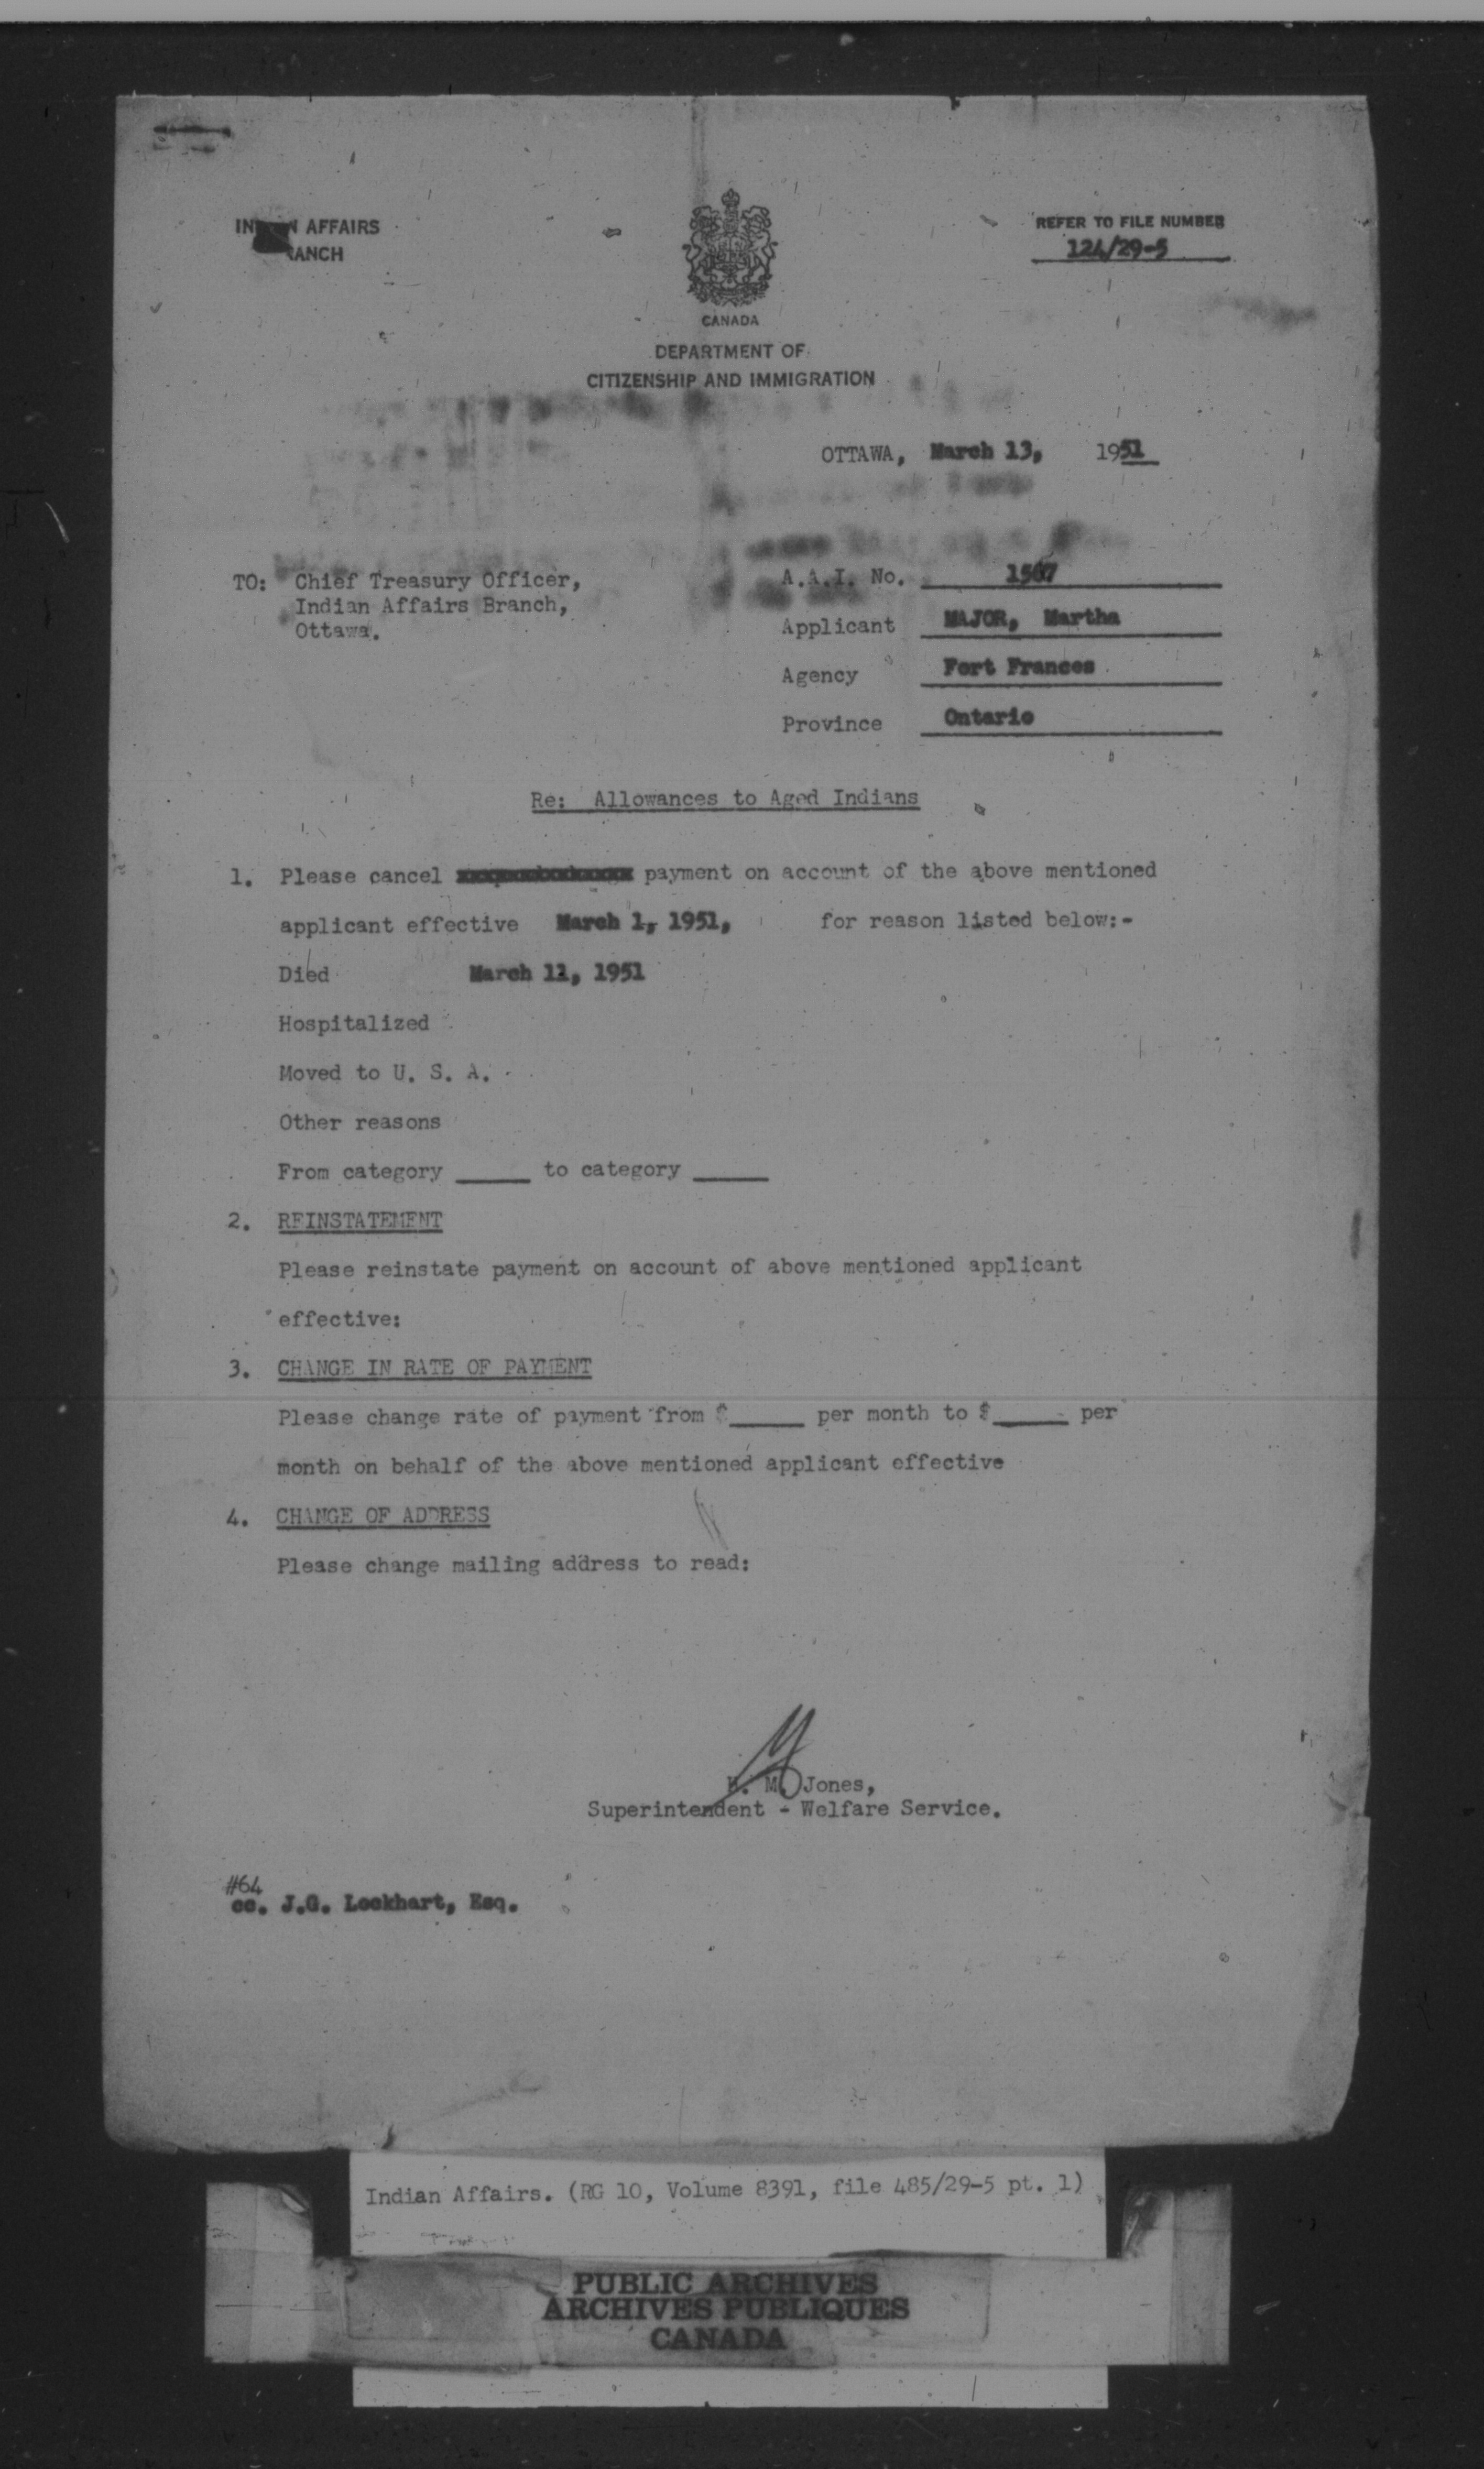 INDIAN AFFAIRS
BRANCH
REFER TO FILE NUMBER
124/29-5
CANADA
DEPARTMENT OF
CITIZENSHIP AND IMMIGRATION
OTTAWA, March 13, 1951
TO: Chief Treasury Officer,
Indian Affairs Branch,
Ottawa.
A.A.I. No. 1567
Applicant MAJOR, Martha
Agency Fort Frances
Province Ontario
Re: Allowances to Aged Indians
1. Please cancel payment on account of the above mentioned
applicant effective March 1, 1951, for reason listed below:-
Died March 11, 1951
Hospitalized
Moved to U. S. A.
Other reasons
From category _____ to category _____
2. REINSTATEMENT
Please reinstate payment on account of above mentioned applicant
effective:
3. CHANGE IN RATE OF PAYMENT
Please change rate of payment from $_____ per month to $_____ per
month on behalf of the above mentioned applicant effective
4. CHANGE OF ADDRESS
Please change mailing address to read:
H. M. Jones,
Superintendent - Welfare Service.
#64
cc. J.G. Lockhart, Esq.
Indian Affairs. (RG 10, Volume 8391, file 485/29-5 pt. 1)
PUBLIC ARCHIVES
ARCHIVES PUBLIQUES
CANADA